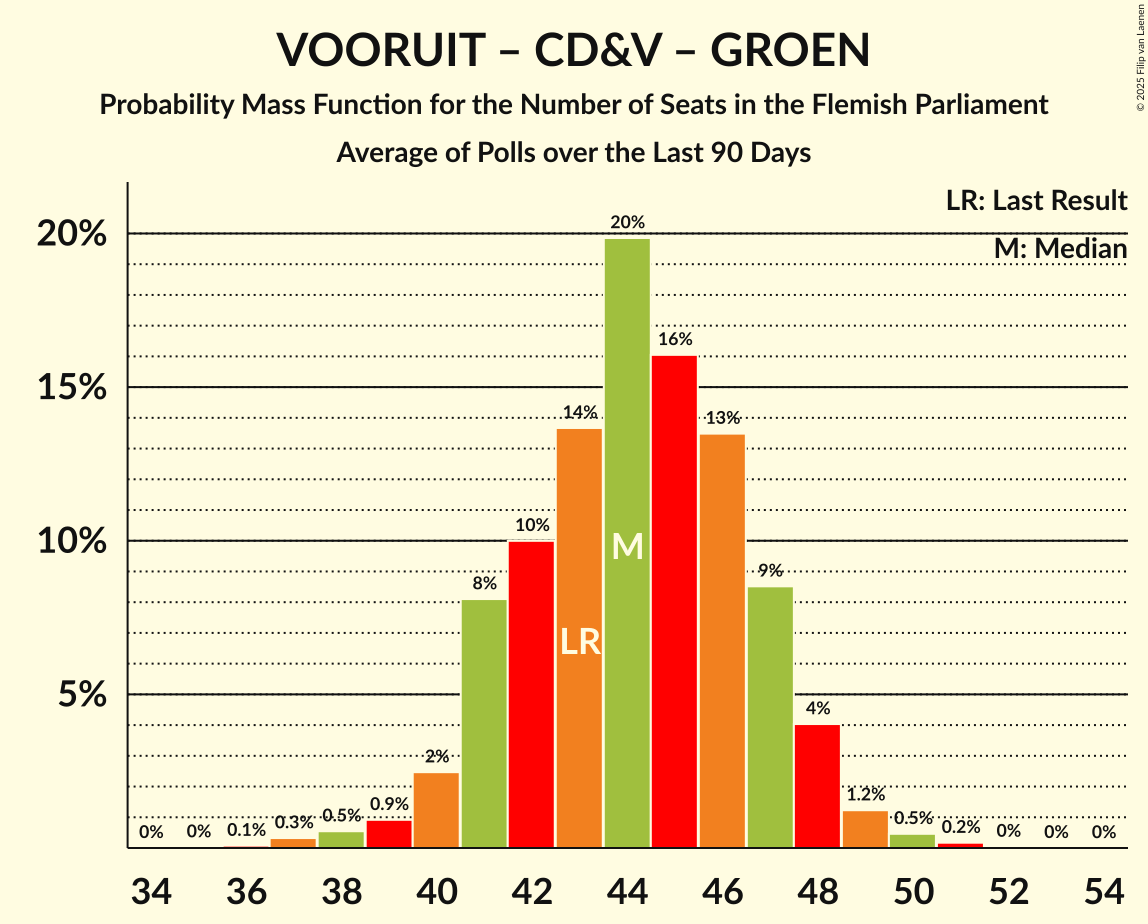 VOORUIT – CD&V – GROEN
Probability Mass Function for the Number of Seats in the Flemish Parliament
Average of Polls over the Last 90 Days
© 2025 Filip van Laenen
LR: Last Result
M: Median
20%
15%
10%
5%
0%
0%
0.1%
0.3%
0.5%
0.9%
2%
8%
10%
14%
20%
16%
13%
9%
4%
1.2%
0.5%
0.2%
0%
0%
0%
M
LR
34 36 38 40 42 44 46 48 50 52 54